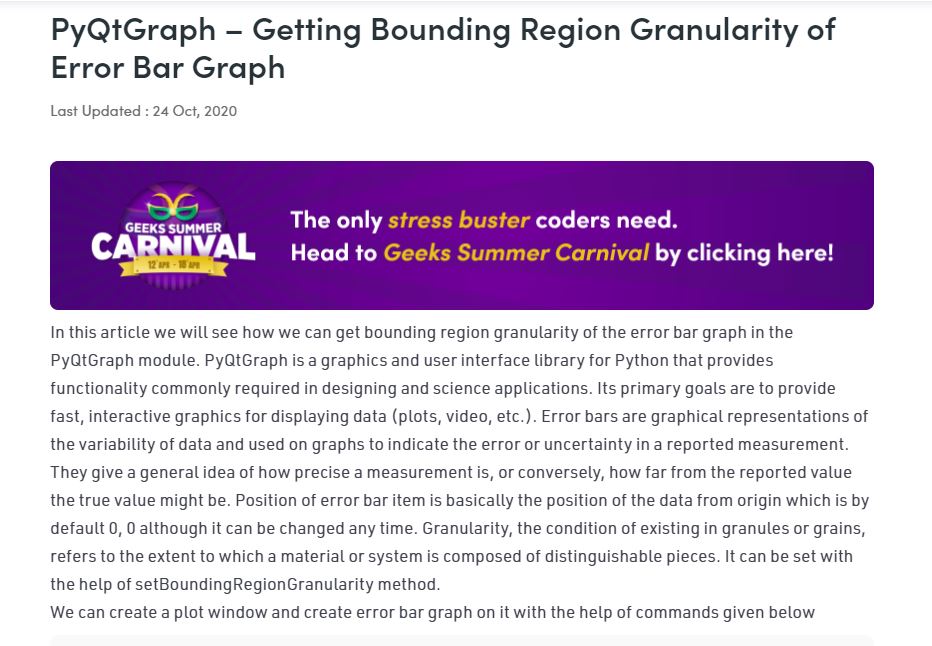 PyQtGraph – Getting Bounding Region Granularity of
Error Bar Graph
Last Updated : 24 Oct, 2020
GEEKS SUMMER
CARNIVAL
12 APR - 18 APR
The only stress buster coders need.
Head to Geeks Summer Carnival by clicking here!
In this article we will see how we can get bounding region granularity of the error bar graph in the
PyQtGraph module. PyQtGraph is a graphics and user interface library for Python that provides
functionality commonly required in designing and science applications. Its primary goals are to provide
fast, interactive graphics for displaying data (plots, video, etc.). Error bars are graphical representations of
the variability of data and used on graphs to indicate the error or uncertainty in a reported measurement.
They give a general idea of how precise a measurement is, or conversely, how far from the reported value
the true value might be. Position of error bar item is basically the position of the data from origin which is by
default 0, 0 although it can be changed any time. Granularity, the condition of existing in granules or grains,
refers to the extent to which a material or system is composed of distinguishable pieces. It can be set with
the help of setBoundingRegionGranularity method.
We can create a plot window and create error bar graph on it with the help of commands given below